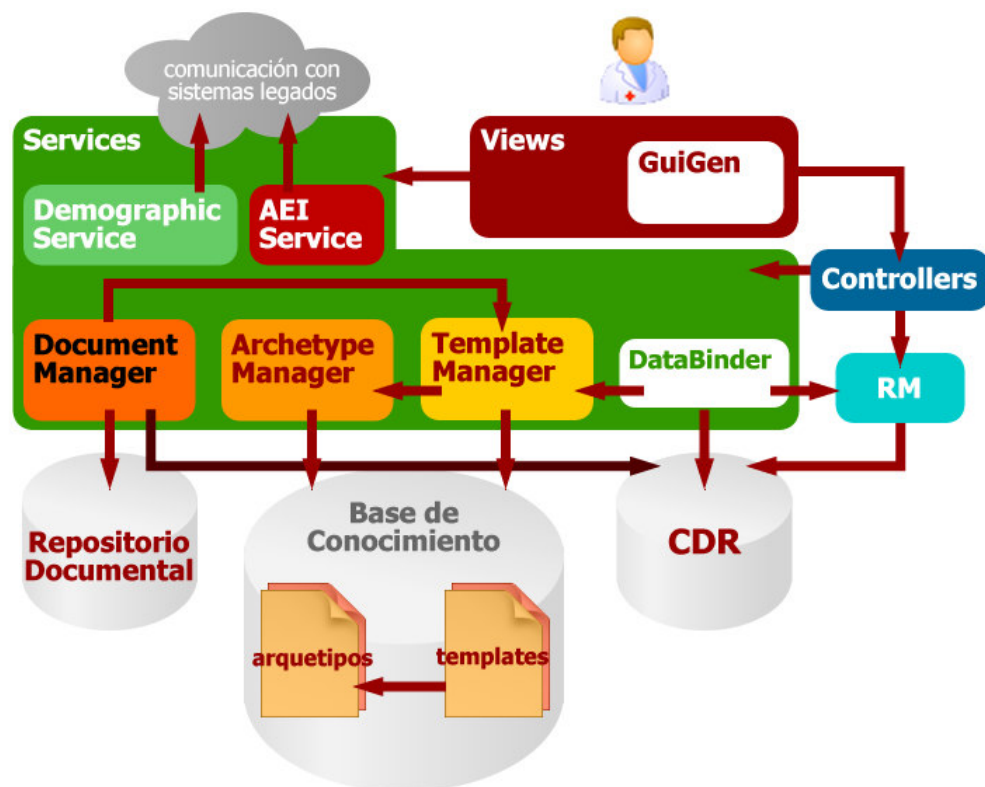 comunicación con
sistemas legados
Services
Views
GuiGen
Demographic
Service
AEI
Service
Controllers
Document
Manager
Archetype
Manager
Template
Manager
DataBinder
RM
Repositorio
Documental
Base de
Conocimiento
CDR
arquetipos
templates